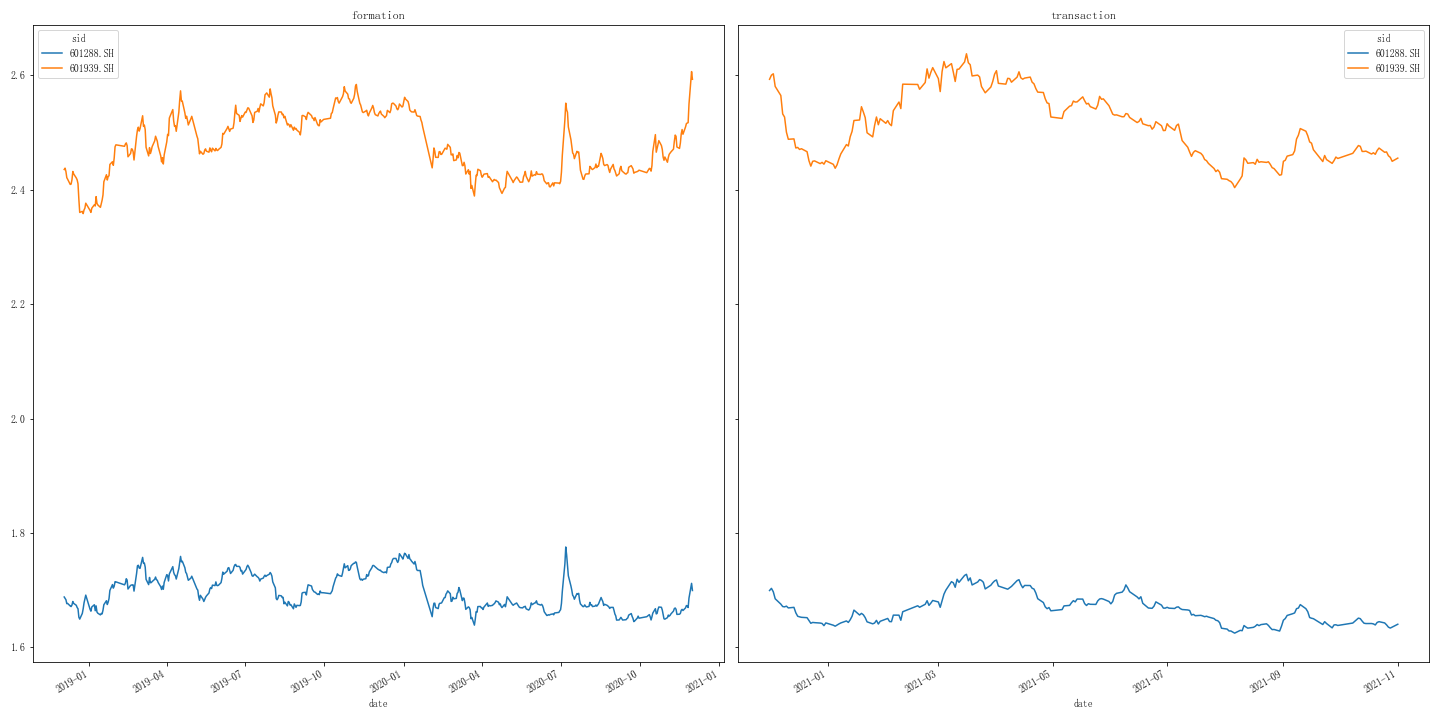 formation
sid
601288.SH
601939.SH
2.6
2.4
2.2
2.0
1.8
1.6
2019-01
2019-04
2019-07
2019-10
2020-01
2020-04
2020-07
2020-10
2021-01
date
transaction
sid
601288.SH
601939.SH
2021-01
2021-03
2021-05
2021-07
2021-09
2021-11
date